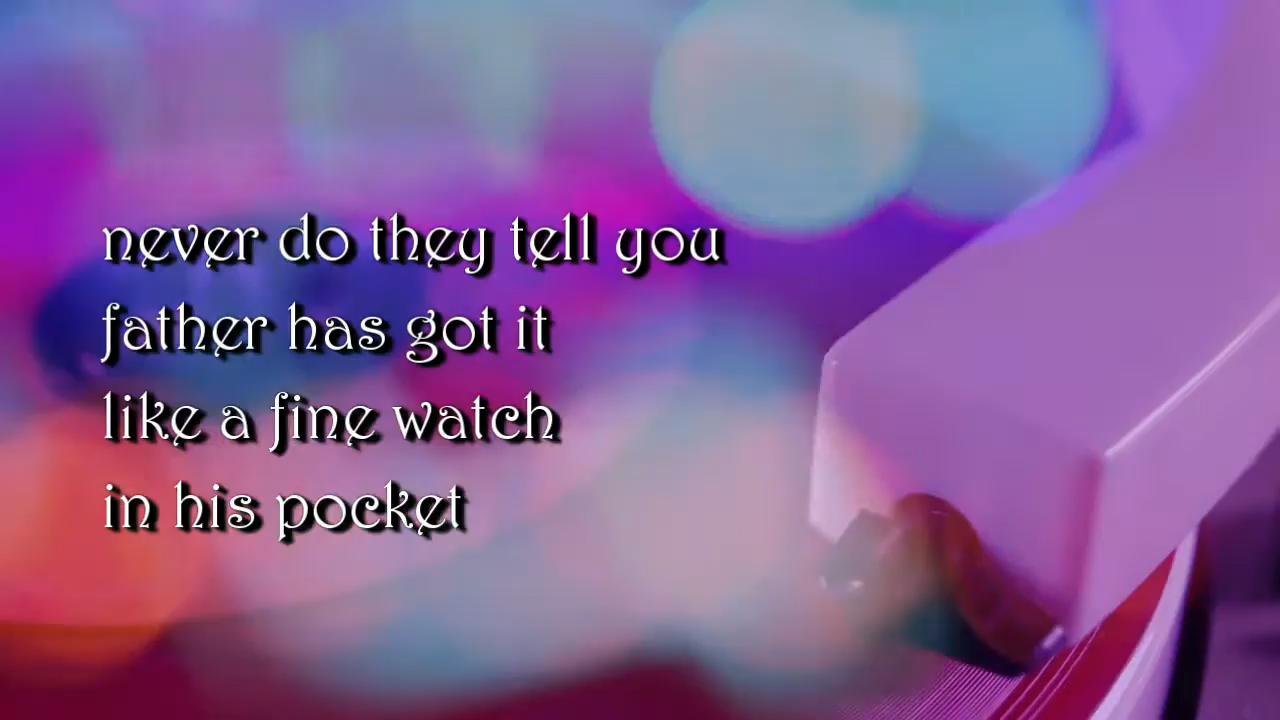 never do they tell you
father has got it
like a fine watch
in his pocket